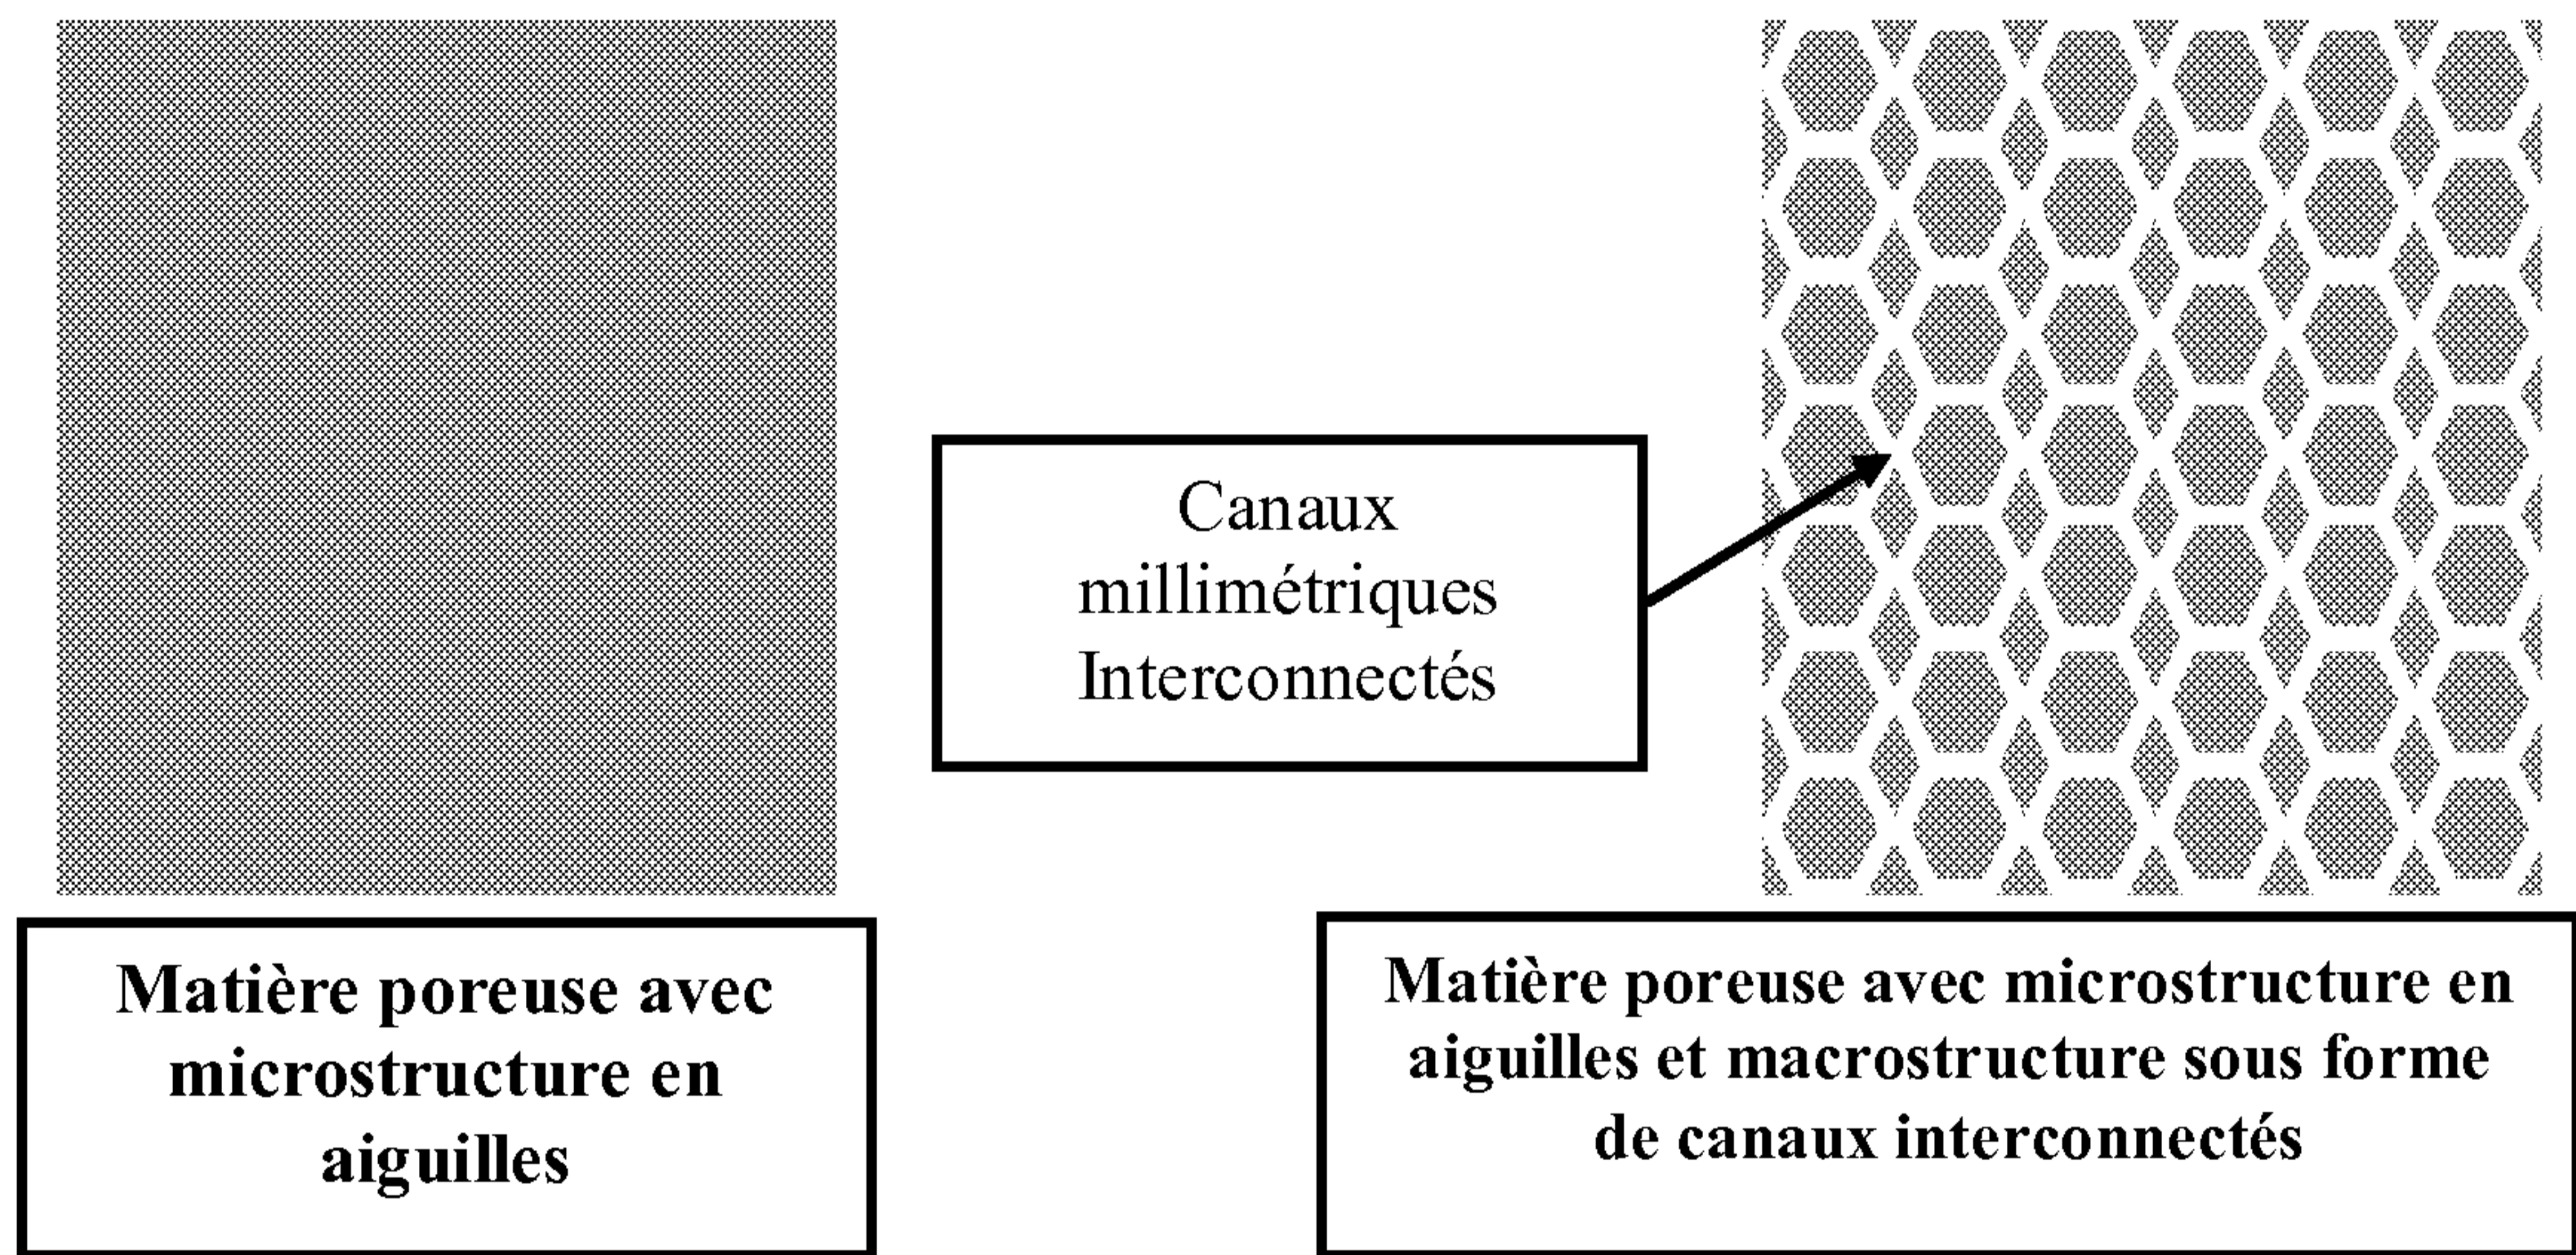 Canaux
millimétriques
Interconnectés
Matière poreuse avec
microstructure en
aiguilles
Matière poreuse avec microstructure en
aiguilles et macrostructure sous forme
de canaux interconnectés